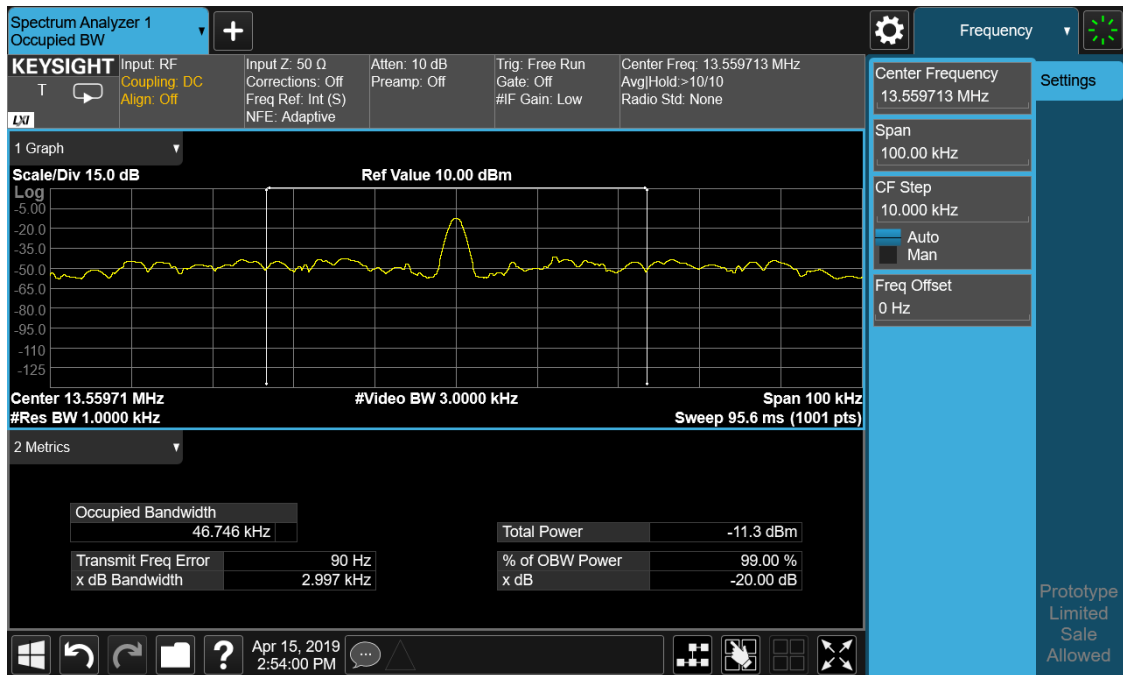 Spectrum Analyzer 1
Occupied BW
+
Frequency
KEYSIGHT
T
LXI
Input: RF
Coupling: DC
Align: Off
Input Z: 50 Ω
Corrections: Off
Freq Ref: Int (S)
NFE: Adaptive
Atten: 10 dB
Preamp: Off
Trig: Free Run
Gate: Off
#IF Gain: Low
Center Freq: 13.559713 MHz
Avg|Hold:>10/10
Radio Std: None
Center Frequency
13.559713 MHz
Settings
Span
100.00 kHz
CF Step
10.000 kHz
Auto
Man
Freq Offset
0 Hz
1 Graph
Scale/Div 15.0 dB
Ref Value 10.00 dBm
Log
-5.00
-20.0
-35.0
-50.0
-65.0
-80.0
-95.0
-110
-125
Center 13.55971 MHz
#Video BW 3.0000 kHz
Span 100 kHz
#Res BW 1.0000 kHz
Sweep 95.6 ms (1001 pts)
2 Metrics
Occupied Bandwidth
46.746 kHz
Total Power -11.3 dBm
Transmit Freq Error 90 Hz
% of OBW Power 99.00 %
x dB Bandwidth 2.997 kHz
x dB -20.00 dB
Prototype
Limited
Sale
Allowed
?
Apr 15, 2019
2:54:00 PM